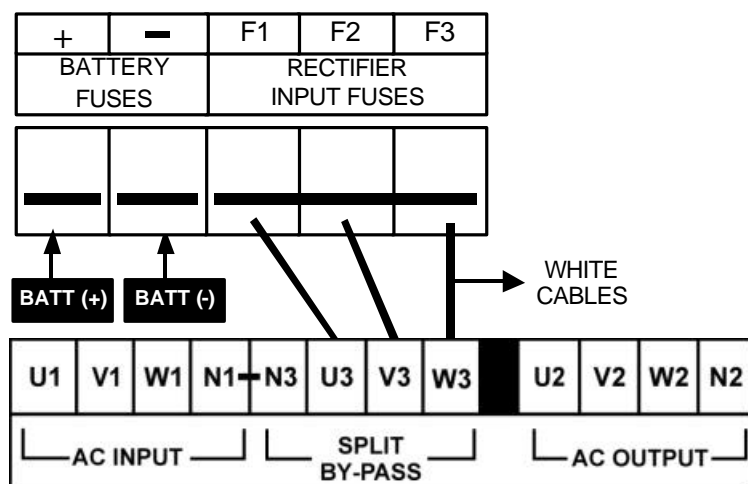 + − F1 F2 F3
BATTERY FUSES
RECTIFIER INPUT FUSES
BATT (+) BATT (-)
WHITE CABLES
U1 V1 W1 N1 N3 U3 V3 W3 U2 V2 W2 N2
AC INPUT
SPLIT BY-PASS
AC OUTPUT